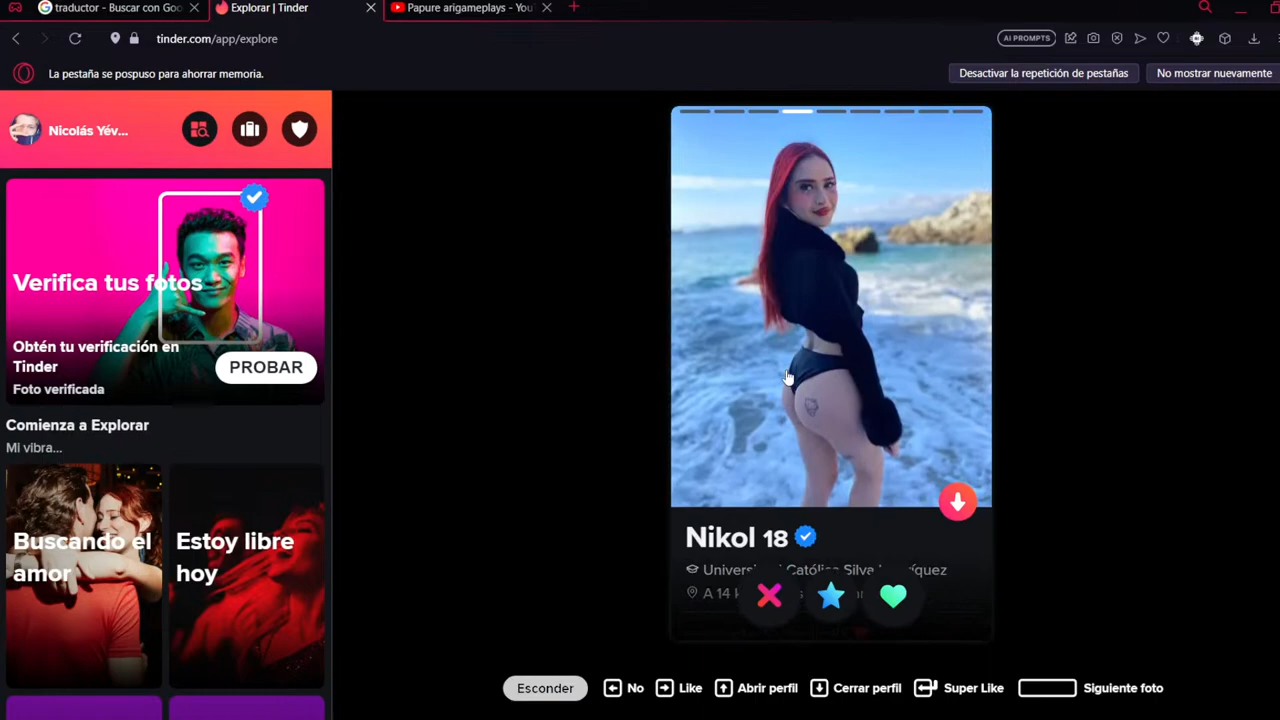 traductor - Buscar con Goo
Explorar | Tinder
Papure arigameplays - You
tinder.com/app/explore
AI PROMPTS
La pestaña se pospuso para ahorrar memoria.
Desactivar la repetición de pestañas
No mostrar nuevamente
Nicolás Yév...
Verifica tus fotos
Obtén tu verificación en
Tinder
Foto verificada
PROBAR
Comienza a Explorar
Mi vibra...
Buscando el
amor
Estoy libre
hoy
Nikol 18
Católica Silva
A 14
Esconder
No
Like
Abrir perfil
Cerrar perfil
Super Like
Siguiente foto